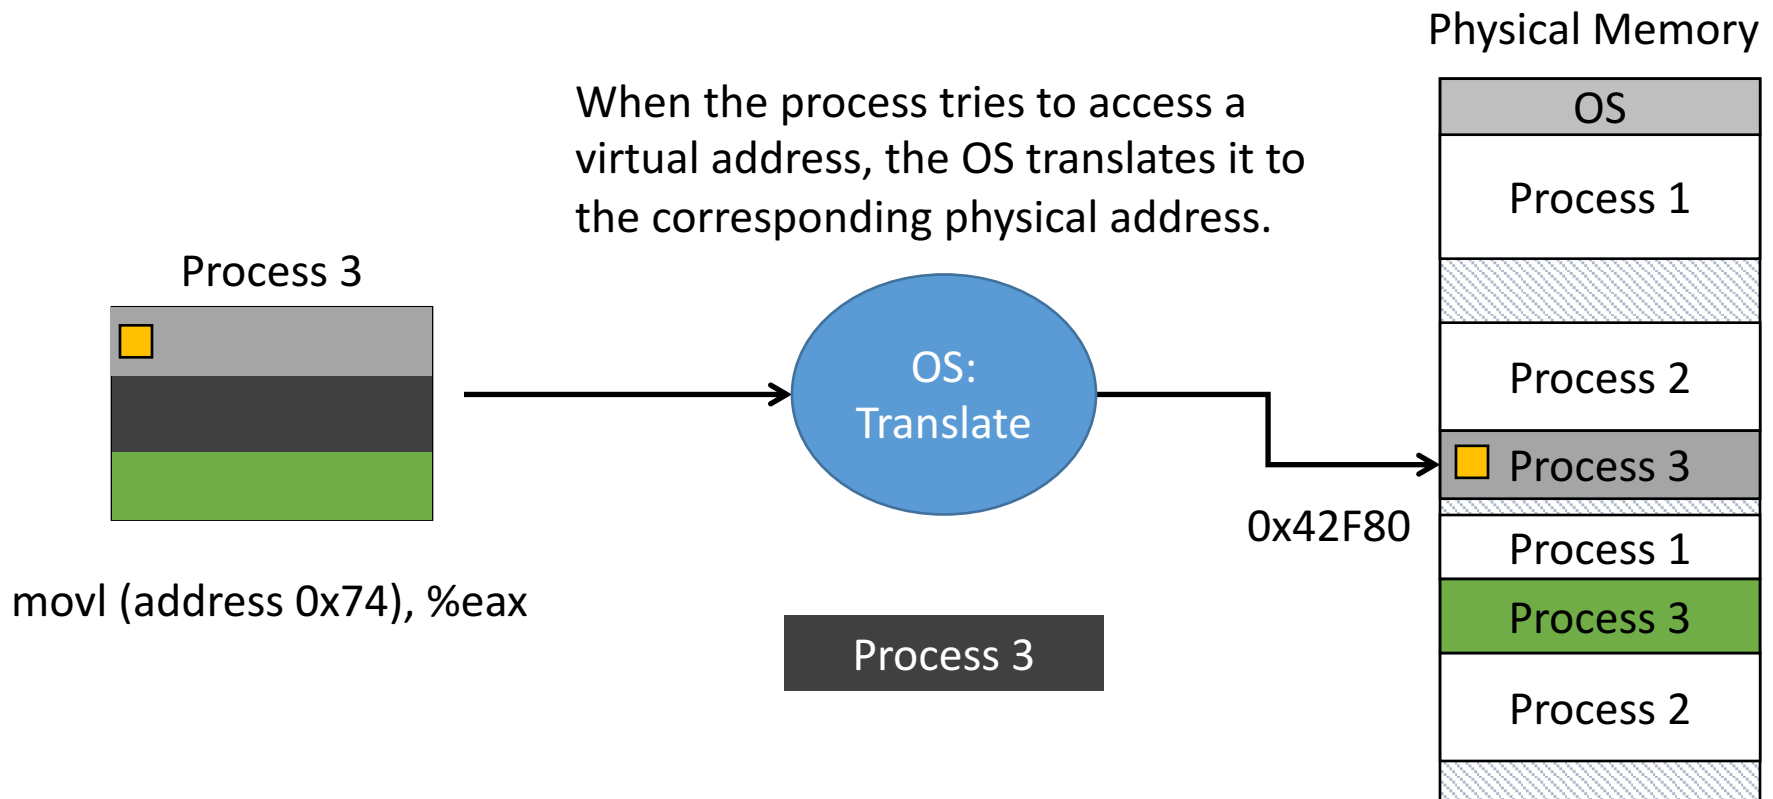 Physical Memory
When the process tries to access a
virtual address, the OS translates it to
the corresponding physical address.
Process 3
movl (address 0x74), %eax
OS:
Translate
Process 3
0x42F80
OS
Process 1
Process 2
Process 3
Process 1
Process 3
Process 2